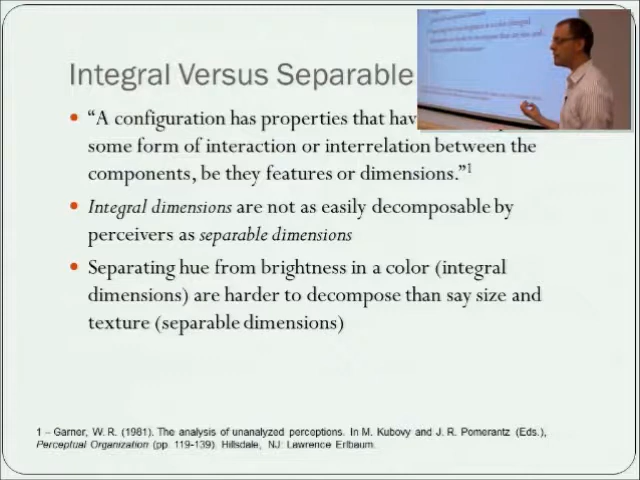 Integral Versus Separable
• “A configuration has properties that hav
some form of interaction or interrelation between the
components, be they features or dimensions.”1
• Integral dimensions are not as easily decomposable by
perceivers as separable dimensions
• Separating hue from brightness in a color (integral
dimensions) are harder to decompose than say size and
texture (separable dimensions)
1 – Garner, W. R. (1981). The analysis of unanalyzed perceptions. In M. Kubovy and J. R. Pomerantz (Eds.),
Perceptual Organization (pp. 119-139). Hillsdale, NJ: Lawrence Erlbaum.